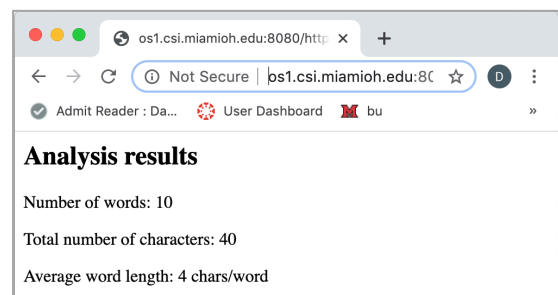 os1.csi.miamioh.edu:8080/http
Not Secure | os1.csi.miamioh.edu:80
D
Admit Reader : Da... User Dashboard M bu »
Analysis results
Number of words: 10
Total number of characters: 40
Average word length: 4 chars/word